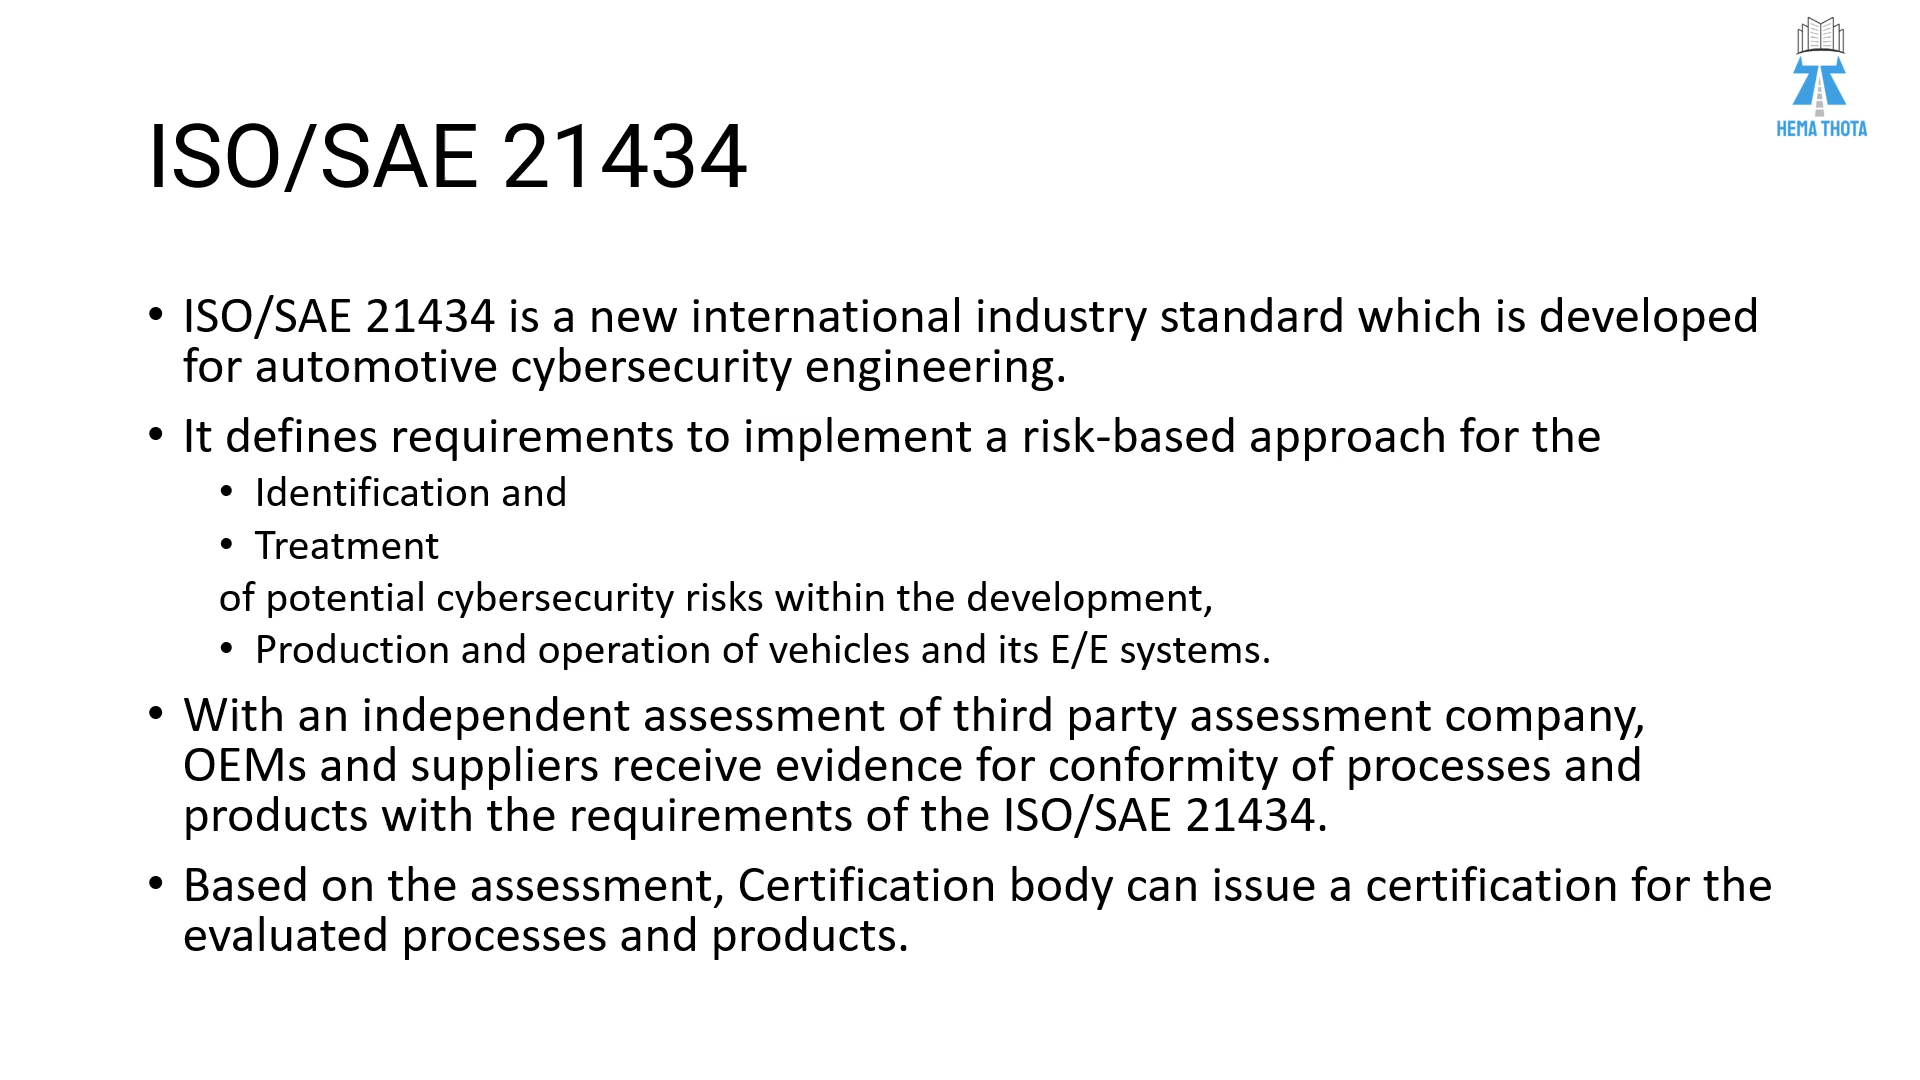 HEMA THOTA
ISO/SAE 21434
• ISO/SAE 21434 is a new international industry standard which is developed
for automotive cybersecurity engineering.
• It defines requirements to implement a risk-based approach for the
• Identification and
• Treatment
of potential cybersecurity risks within the development,
• Production and operation of vehicles and its E/E systems.
• With an independent assessment of third party assessment company,
OEMs and suppliers receive evidence for conformity of processes and
products with the requirements of the ISO/SAE 21434.
• Based on the assessment, Certification body can issue a certification for the
evaluated processes and products.